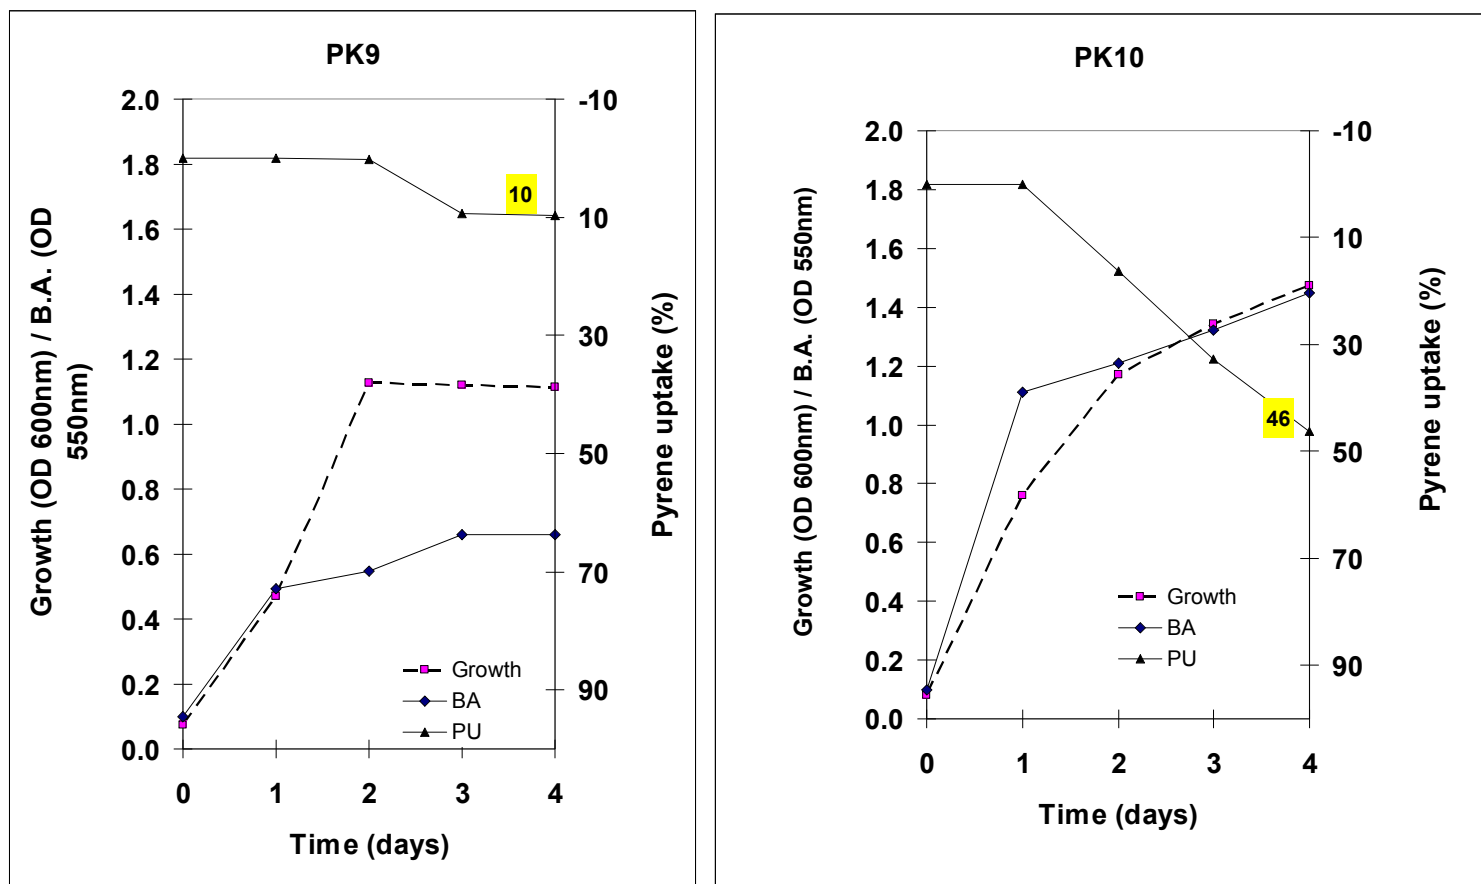 PK9
2.0
1.8
1.6
1.4
1.2
1.0
0.8
0.6
0.4
0.2
0.0
-10
10
30
50
70
90
10
0 1 2 3 4
Time (days)
Growth (OD 600nm) / B.A. (OD
550nm)
Pyrene uptake (%)
Growth
BA
PU
PK10
2.0
1.8
1.6
1.4
1.2
1.0
0.8
0.6
0.4
0.2
0.0
-10
10
30
50
70
90
46
0 1 2 3 4
Time (days)
Growth (OD 600nm) / B.A. (OD 550nm)
Pyrene uptake (%)
Growth
BA
PU